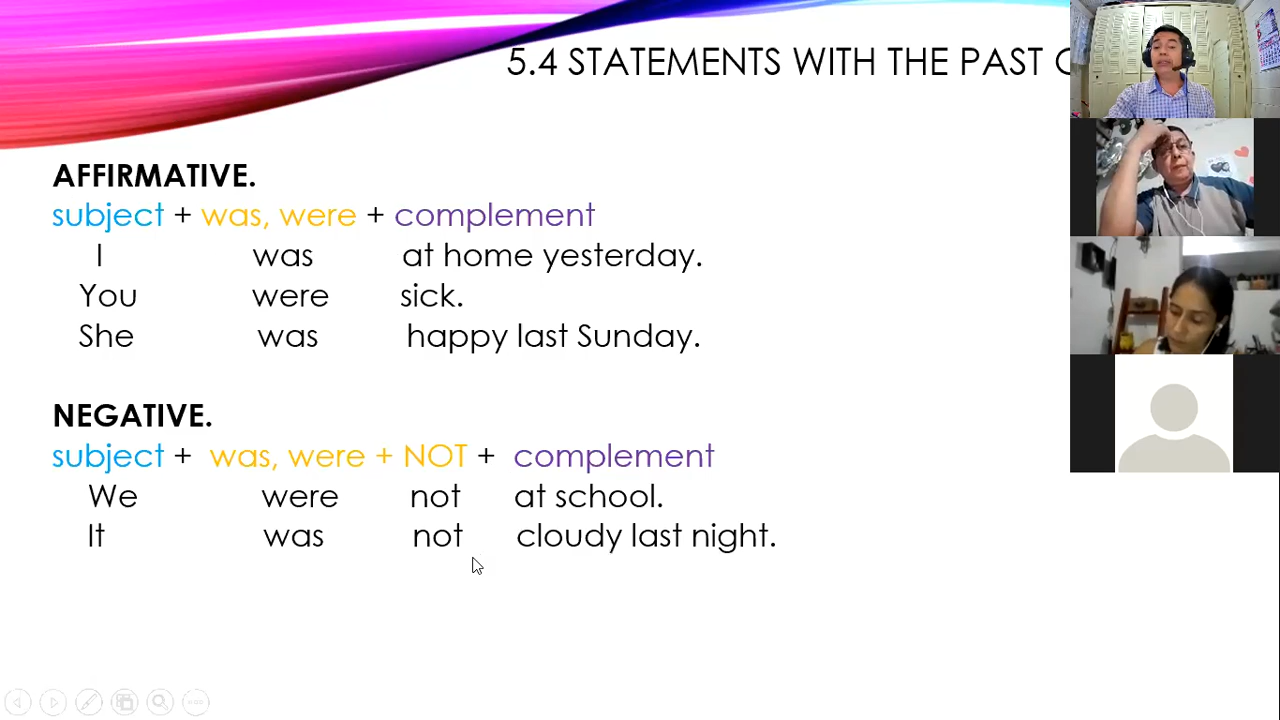 5.4 STATEMENTS WITH THE PAST
AFFIRMATIVE.
subject + was, were + complement
I was at home yesterday.
You were sick.
She was happy last Sunday.
NEGATIVE.
subject + was, were + NOT + complement
We were not at school.
It was not cloudy last night.